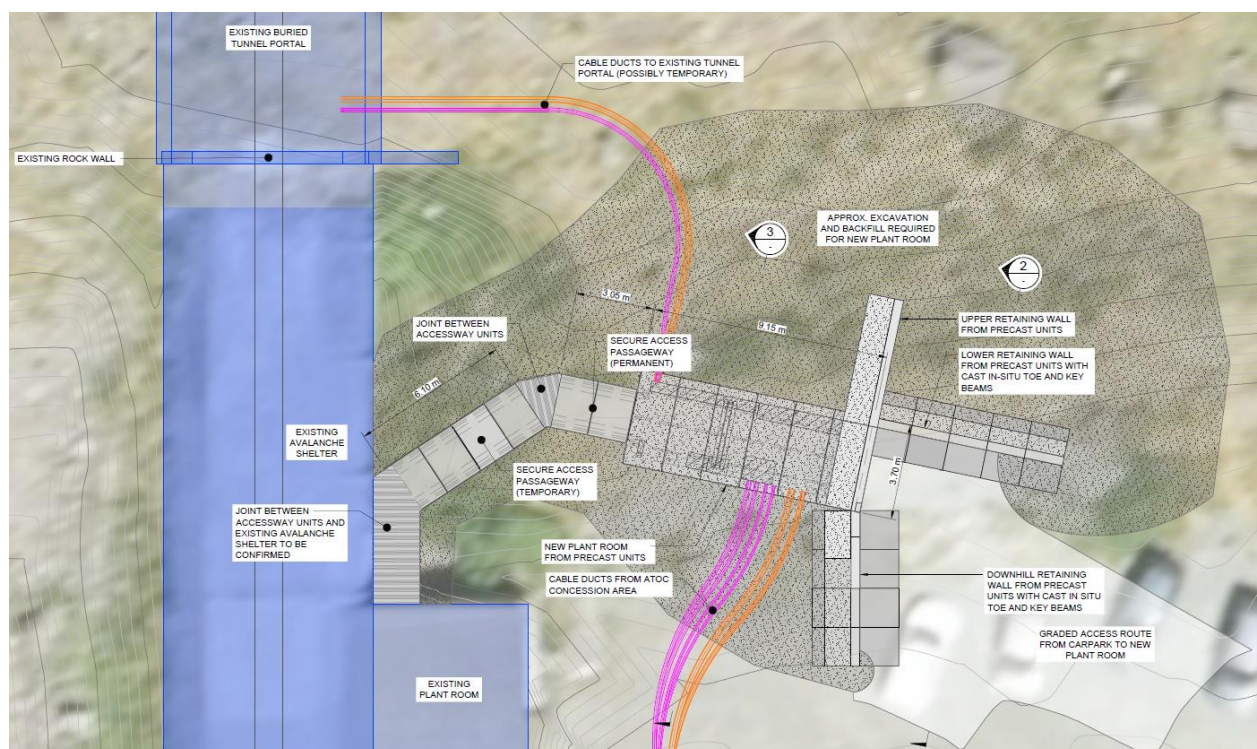 EXISTING BURIED
TUNNEL PORTAL
CABLE DUCTS TO EXISTING TUNNEL
PORTAL (POSSIBLY TEMPORARY)
EXISTING ROCK WALL
APPROX. EXCAVATION
AND BACKFILL REQUIRED
FOR NEW PLANT ROOM
3
-
2
-
3.05 m
9.15 m
UPPER RETAINING WALL
FROM PRECAST UNITS
JOINT BETWEEN
ACCESSWAY UNITS
SECURE ACCESS
PASSAGEWAY
(PERMANENT)
LOWER RETAINING WALL
FROM PRECAST UNITS WITH
CAST IN-SITU TOE AND KEY
BEAMS
6.10 m
EXISTING
AVALANCHE
SHELTER
SECURE ACCESS
PASSAGEWAY
(TEMPORARY)
3.70 m
JOINT BETWEEN
ACCESSWAY UNITS AND
EXISTING AVALANCHE
SHELTER TO BE
CONFIRMED
NEW PLANT ROOM
FROM PRECAST UNITS
CABLE DUCTS FROM ATOC
CONCESSION AREA
DOWNHILL RETAINING
WALL FROM PRECAST
UNITS WITH CAST IN SITU
TOE AND KEY BEAMS
GRADED ACCESS ROUTE
FROM CARPARK TO NEW
PLANT ROOM
EXISTING
PLANT ROOM